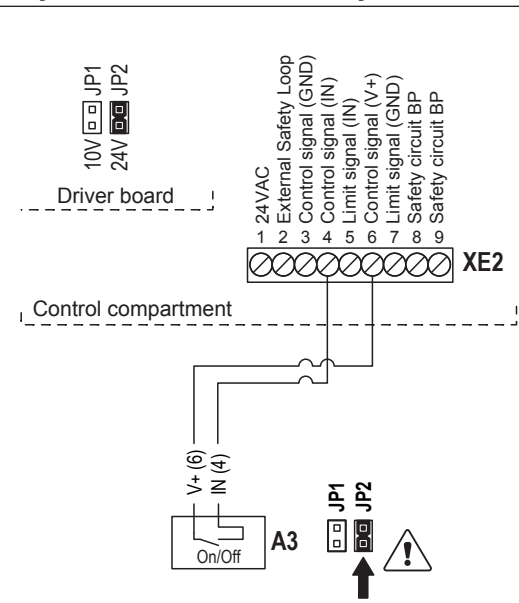 10V JP1
24V JP2
Driver board
24VAC
External Safety Loop
Control signal (GND)
Control signal (IN)
Limit signal (IN)
Control signal (V+)
Limit signal (GND)
Safety circuit BP
Safety circuit BP
1 2 3 4 5 6 7 8 9
XE2
Control compartment
V+ (6)
IN (4)
On/Off
A3
JP1
JP2